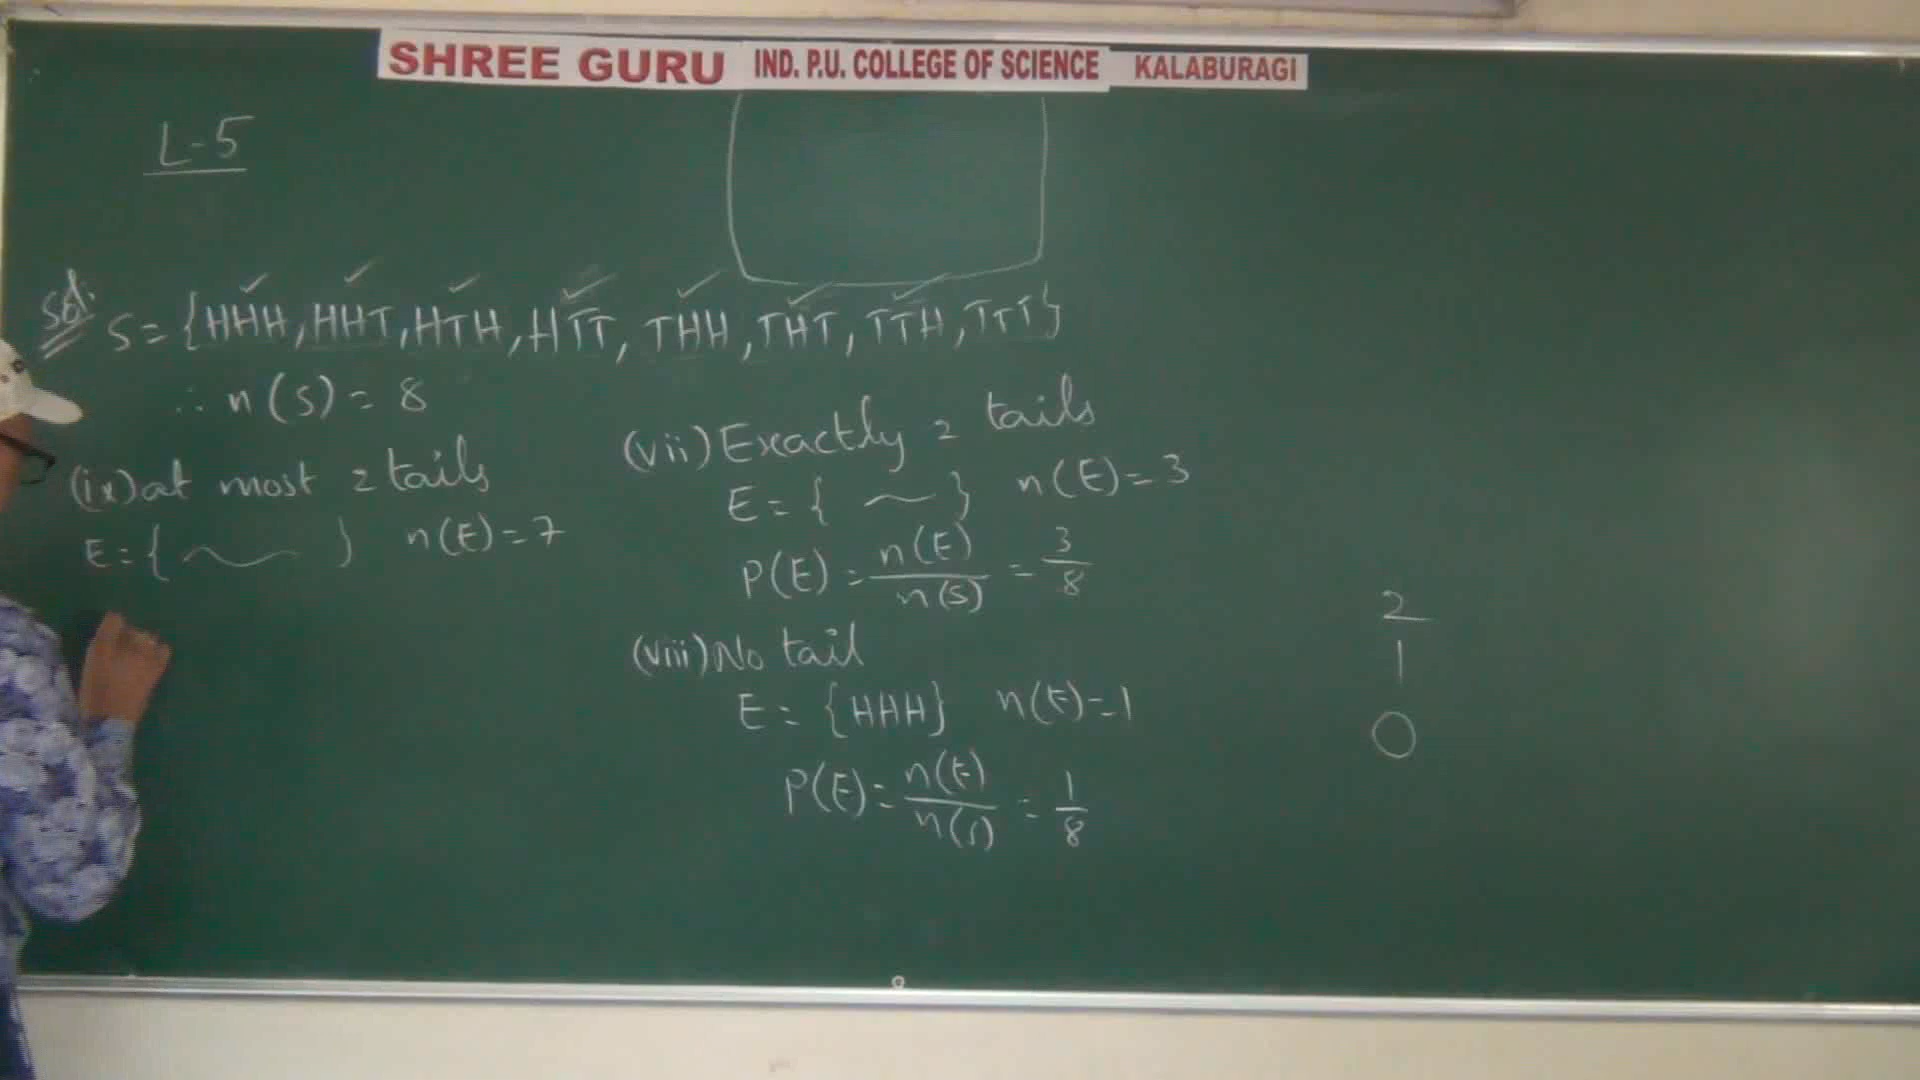 SHREE GURU IND. P.U. COLLEGE OF SCIENCE KALABURAGI
L-5
Sol:
S = {HHH, HHT, HTH, HTT, THH, THT, TTH, TTT}
∴ n(S) = 8
(ix) at most 2 tails
E = { } n(E) = 7
(vii) Exactly 2 tails
E = { } n(E) = 3
P(E) = n(E)/n(S) = 3/8
(viii) No tail
E = {HHH} n(E) = 1
P(E) = n(E)/n(S) = 1/8
2
1
0